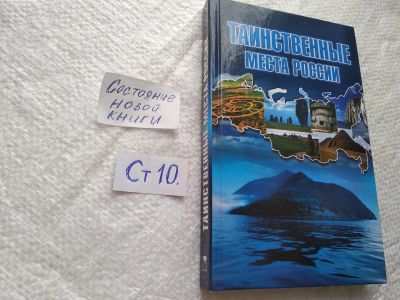 Состояние
новой
книги
Ст 10.
ТАИНСТВЕННЫЕ
МЕСТА РОССИИ
ТАИНСТВЕННЫЕ МЕСТА РОССИИ